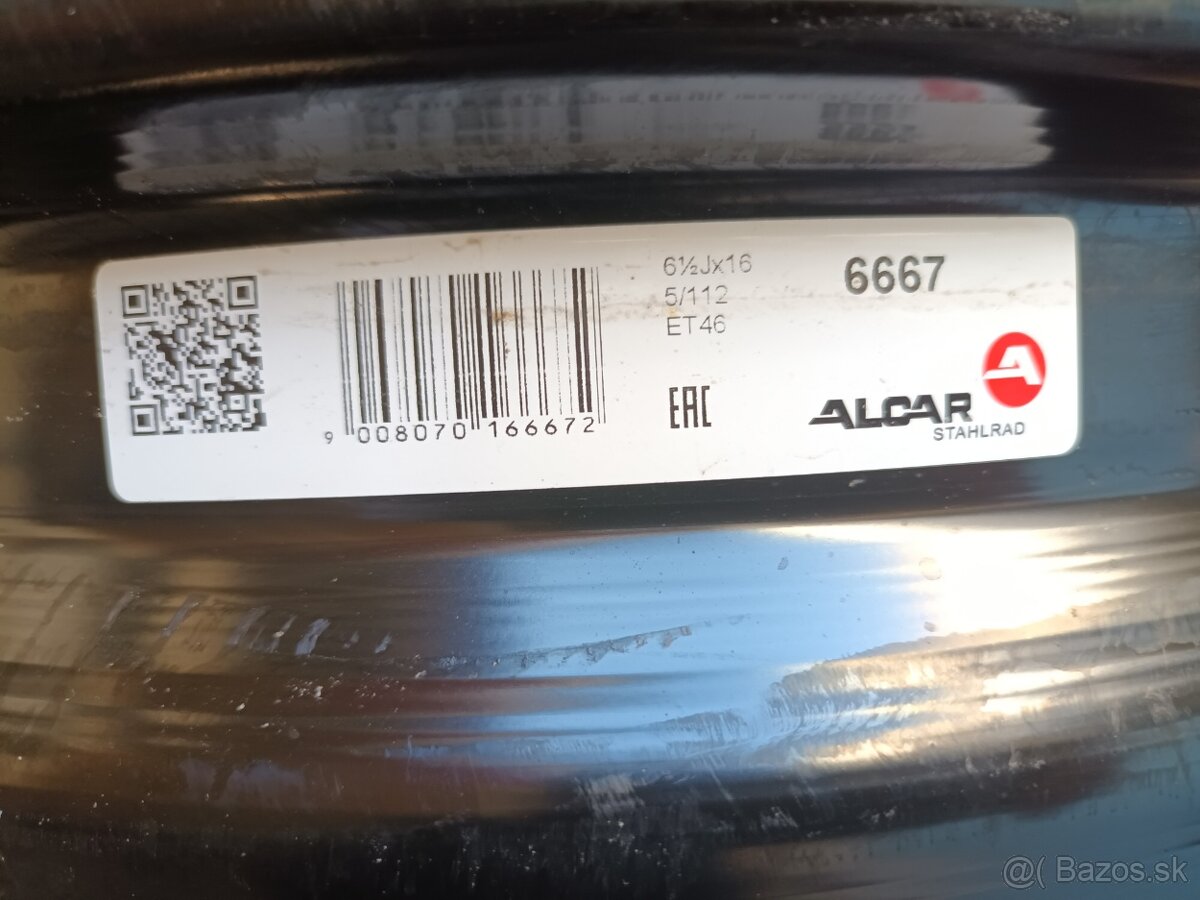 6½Jx16
5/112
ET46
6667
9 008070 166672
EAC
ALCAR
STAHLRAD
@( Bazos.sk